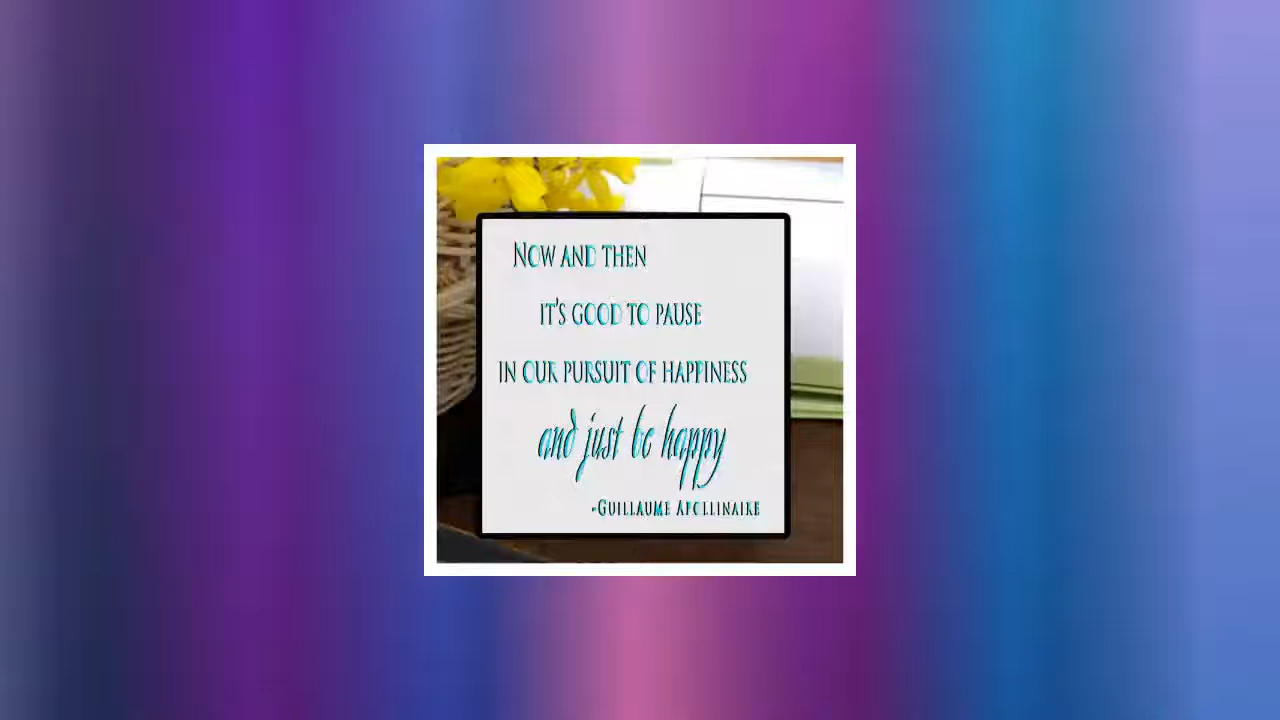 Now and then
it's good to pause
in our pursuit of happiness
and just be happy
-Guillaume Apollinaire